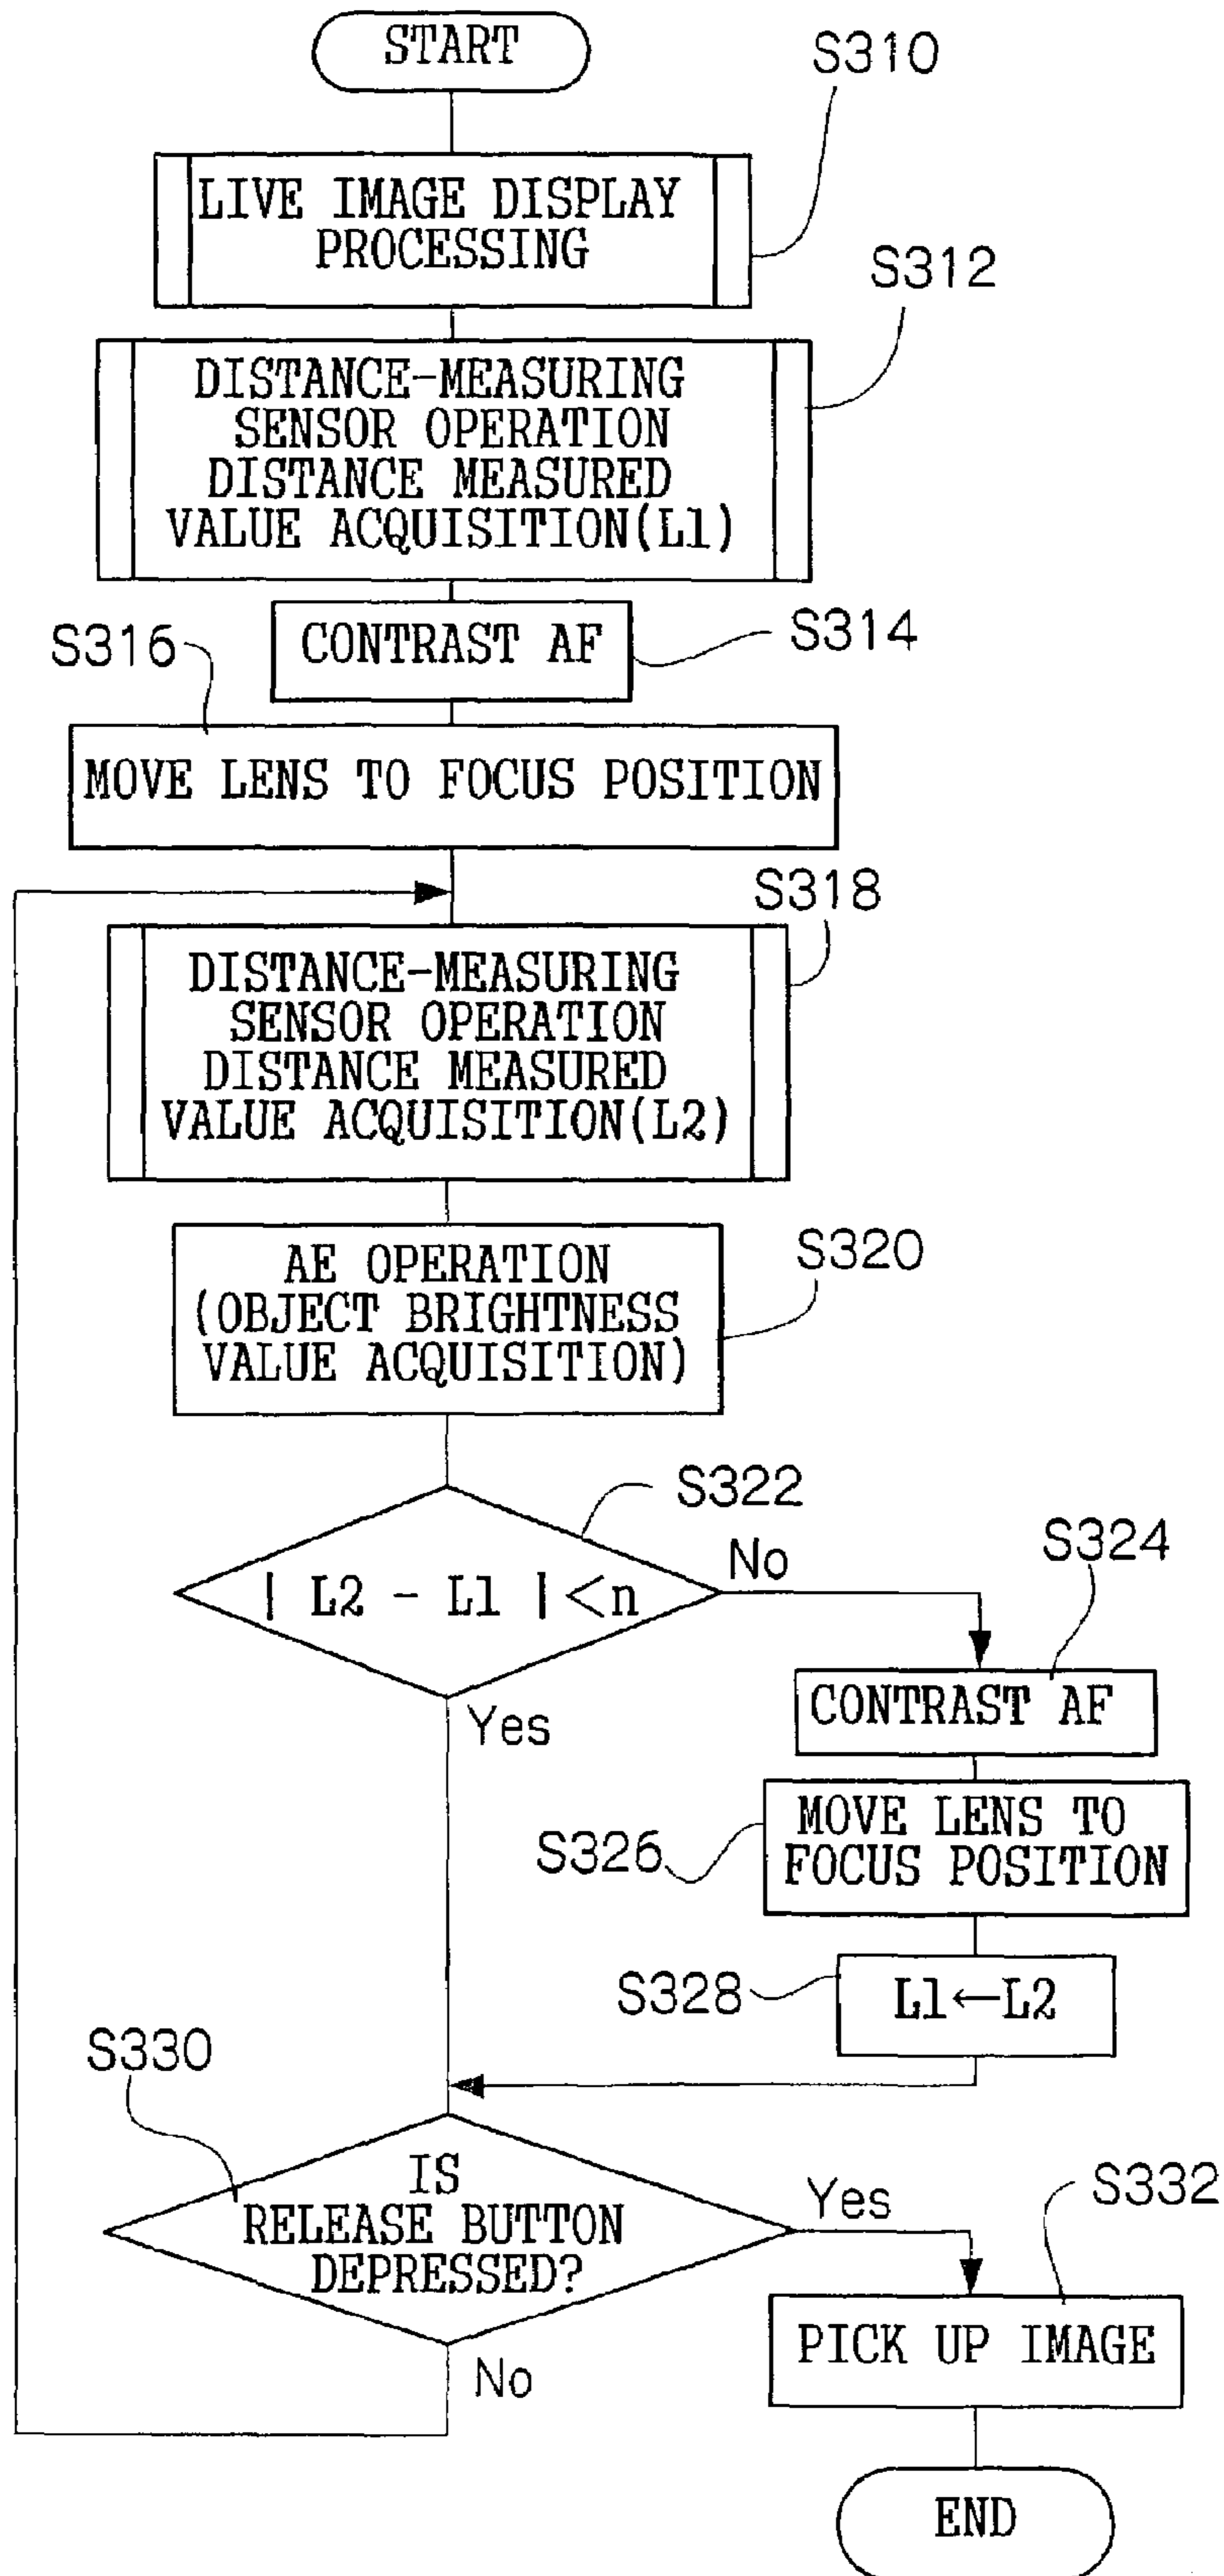 START
S310
LIVE IMAGE DISPLAY
PROCESSING
S312
DISTANCE-MEASURING
SENSOR OPERATION
DISTANCE MEASURED
VALUE ACQUISITION(L1)
S314
CONTRAST AF
S316
MOVE LENS TO FOCUS POSITION
S318
DISTANCE-MEASURING
SENSOR OPERATION
DISTANCE MEASURED
VALUE ACQUISITION(L2)
S320
AE OPERATION
(OBJECT BRIGHTNESS
VALUE ACQUISITION)
S322
| L2 - L1 | <n
No
Yes
S324
CONTRAST AF
S326
MOVE LENS TO
FOCUS POSITION
S328
L1←L2
S330
IS
RELEASE BUTTON
DEPRESSED?
Yes
No
S332
PICK UP IMAGE
END